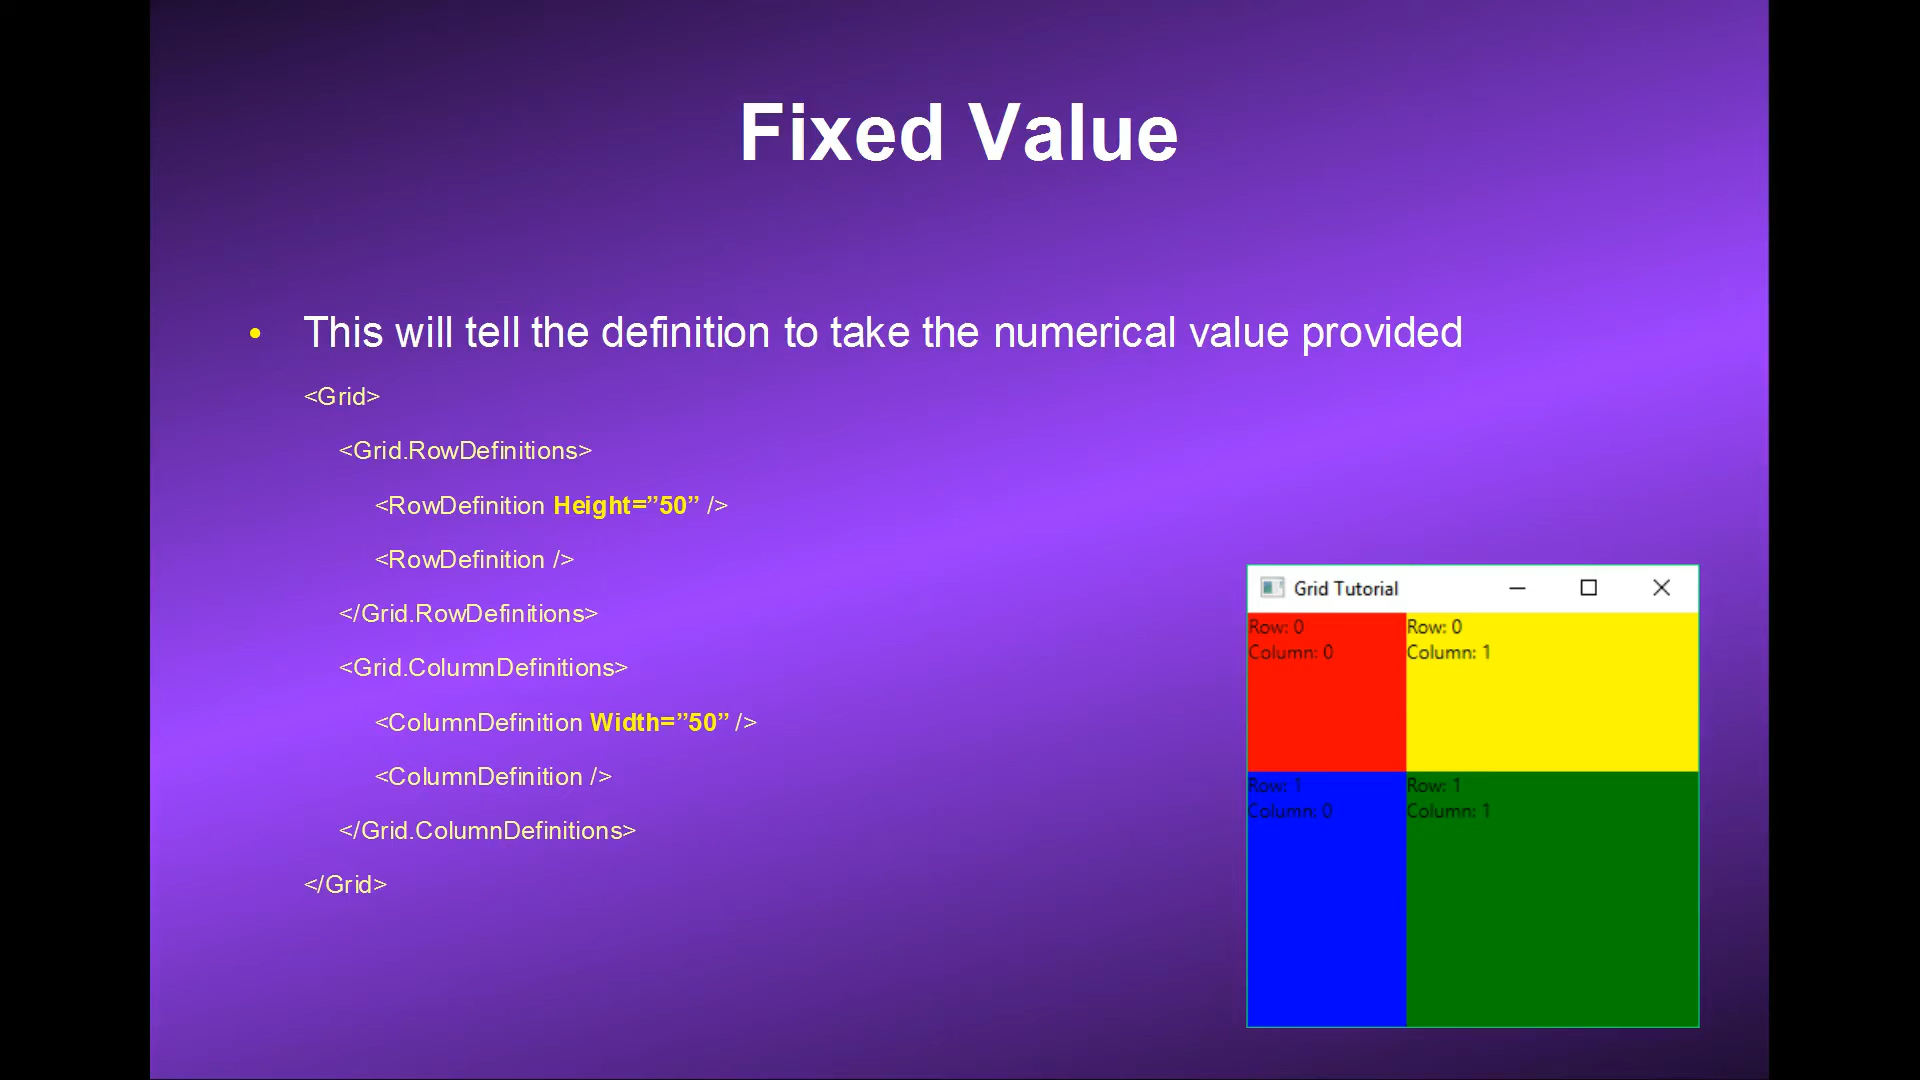 Fixed Value
• This will tell the definition to take the numerical value provided
<Grid>
<Grid.RowDefinitions>
<RowDefinition Height=”50” />
<RowDefinition />
</Grid.RowDefinitions>
<Grid.ColumnDefinitions>
<ColumnDefinition Width=”50” />
<ColumnDefinition />
</Grid.ColumnDefinitions>
</Grid>
Grid Tutorial
Row: 0
Column: 0
Row: 0
Column: 1
Row: 1
Column: 0
Row: 1
Column: 1